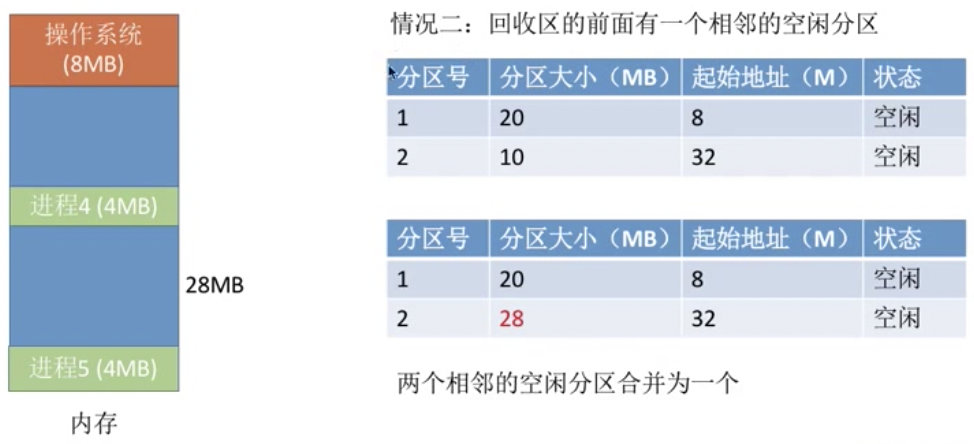 操作系统
(8MB)
进程4 (4MB)
28MB
进程5 (4MB)
内存
情况二：回收区的前面有一个相邻的空闲分区
分区号 分区大小（MB） 起始地址（M） 状态
1 20 8 空闲
2 10 32 空闲
分区号 分区大小（MB） 起始地址（M） 状态
1 20 8 空闲
2 28 32 空闲
两个相邻的空闲分区合并为一个